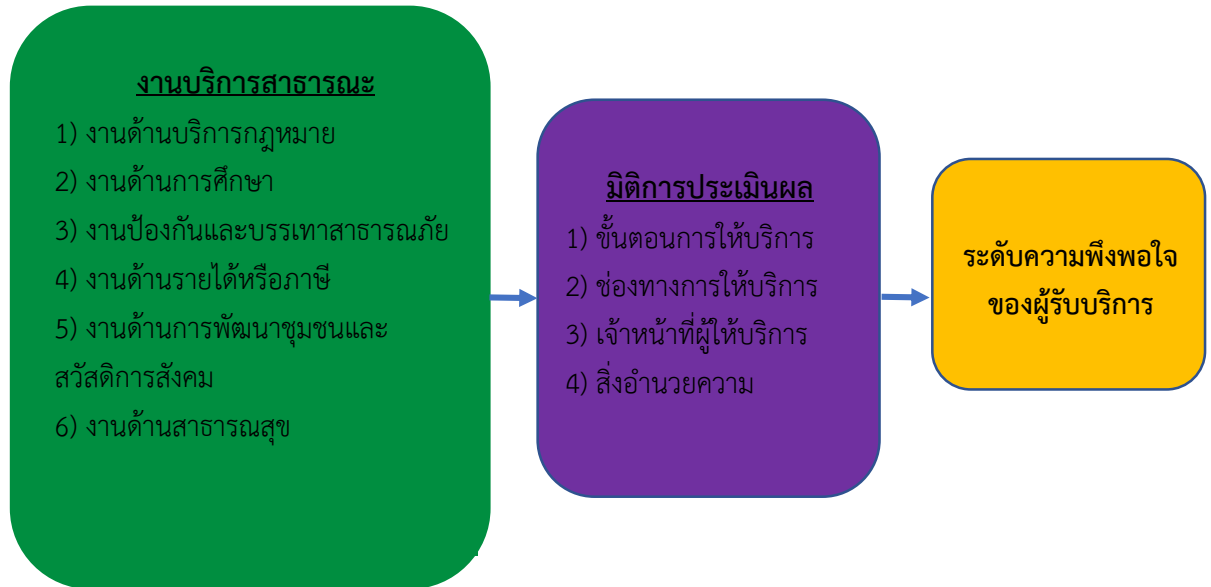 งานบริการสาธารณะ
1) งานด้านบริการกฎหมาย
2) งานด้านการศึกษา
3) งานป้องกันและบรรเทาสาธารณภัย
4) งานด้านรายได้หรือภาษี
5) งานด้านการพัฒนาชุมชนและ
สวัสดิการสังคม
6) งานด้านสาธารณสุข
มิติการประเมินผล
1) ขั้นตอนการให้บริการ
2) ช่องทางการให้บริการ
3) เจ้าหน้าที่ผู้ให้บริการ
4) สิ่งอำนวยความ
ระดับความพึงพอใจ
ของผู้รับบริการ